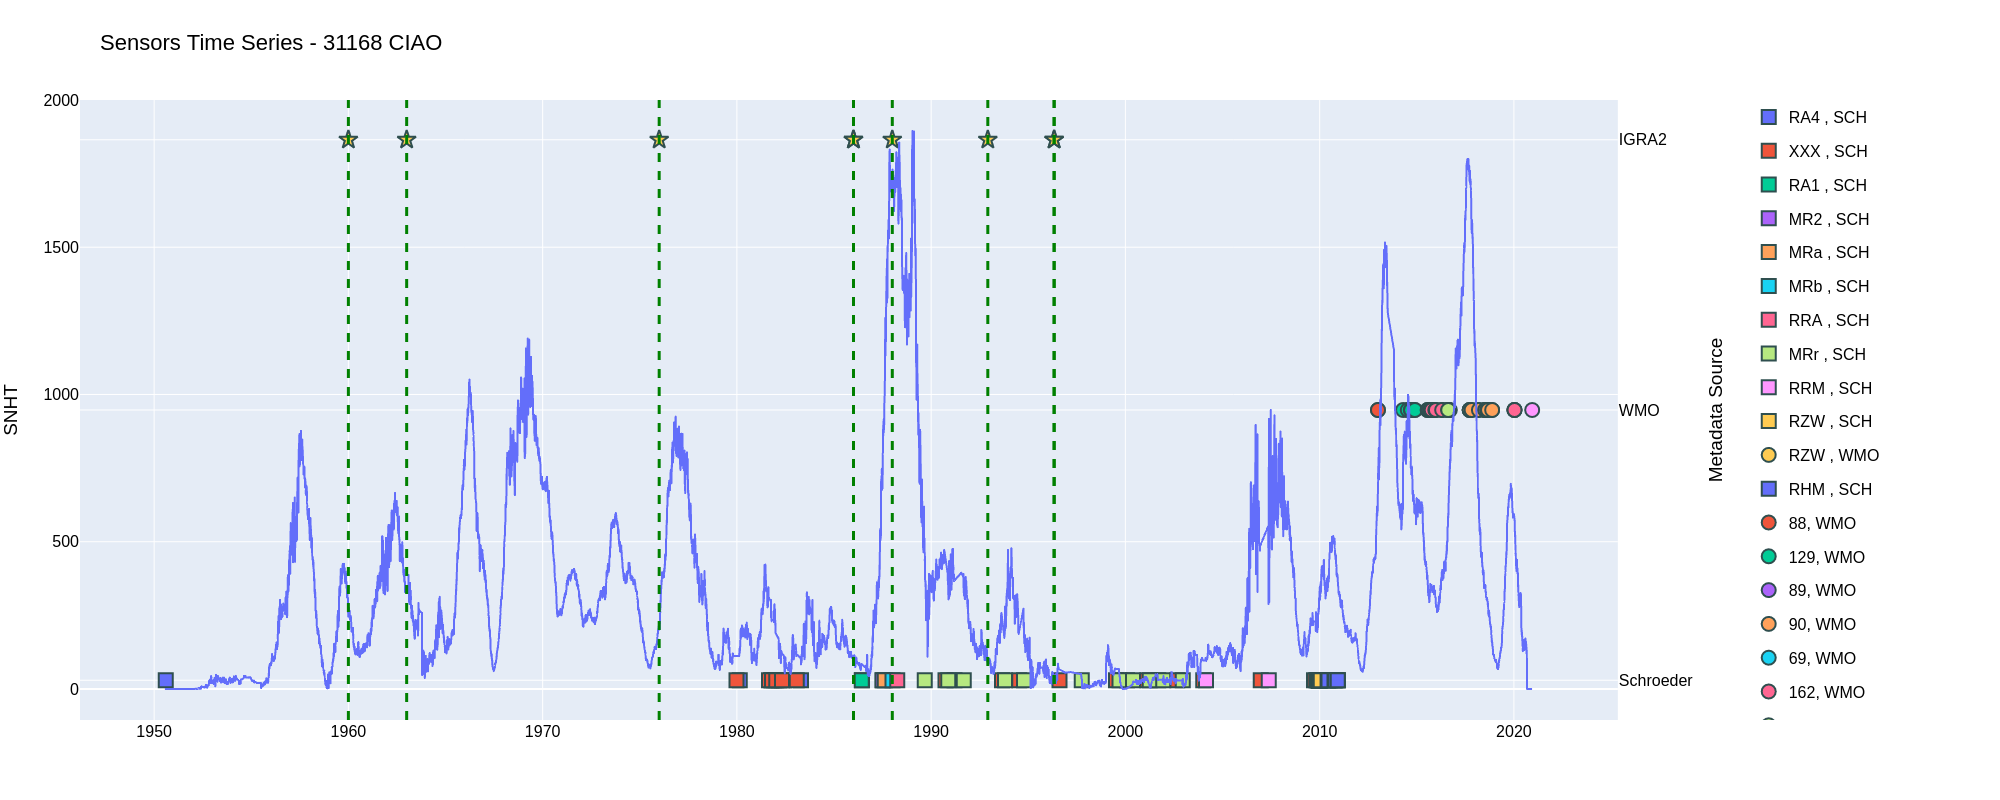 Sensors Time Series - 31168 CIAO
SNHT
2000
1500
1000
500
0
1950
1960
1970
1980
1990
2000
2010
2020
IGRA2
WMO
Schroeder
Metadata Source
RA4 , SCH
XXX , SCH
RA1 , SCH
MR2 , SCH
MRa , SCH
MRb , SCH
RRA , SCH
MRr , SCH
RRM , SCH
RZW , SCH
RZW , WMO
RHM , SCH
88, WMO
129, WMO
89, WMO
90, WMO
69, WMO
162, WMO